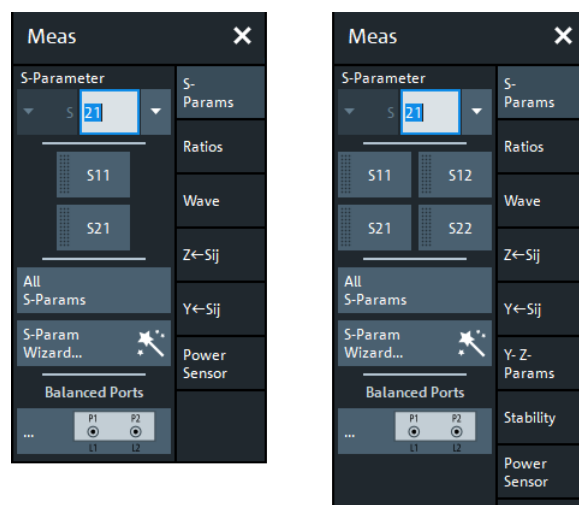 Meas
S-Parameter
S 21
S11
S21
All
S-Params
S-Param
Wizard...
Balanced Ports
...
P1 P2
L1 L2
S-
Params
Ratios
Wave
Z←Sij
Y←Sij
Power
Sensor
Meas
S-Parameter
S 21
S11 S12
S21 S22
All
S-Params
S-Param
Wizard...
Balanced Ports
...
P1 P2
L1 L2
S-
Params
Ratios
Wave
Z←Sij
Y←Sij
Y- Z-
Params
Stability
Power
Sensor